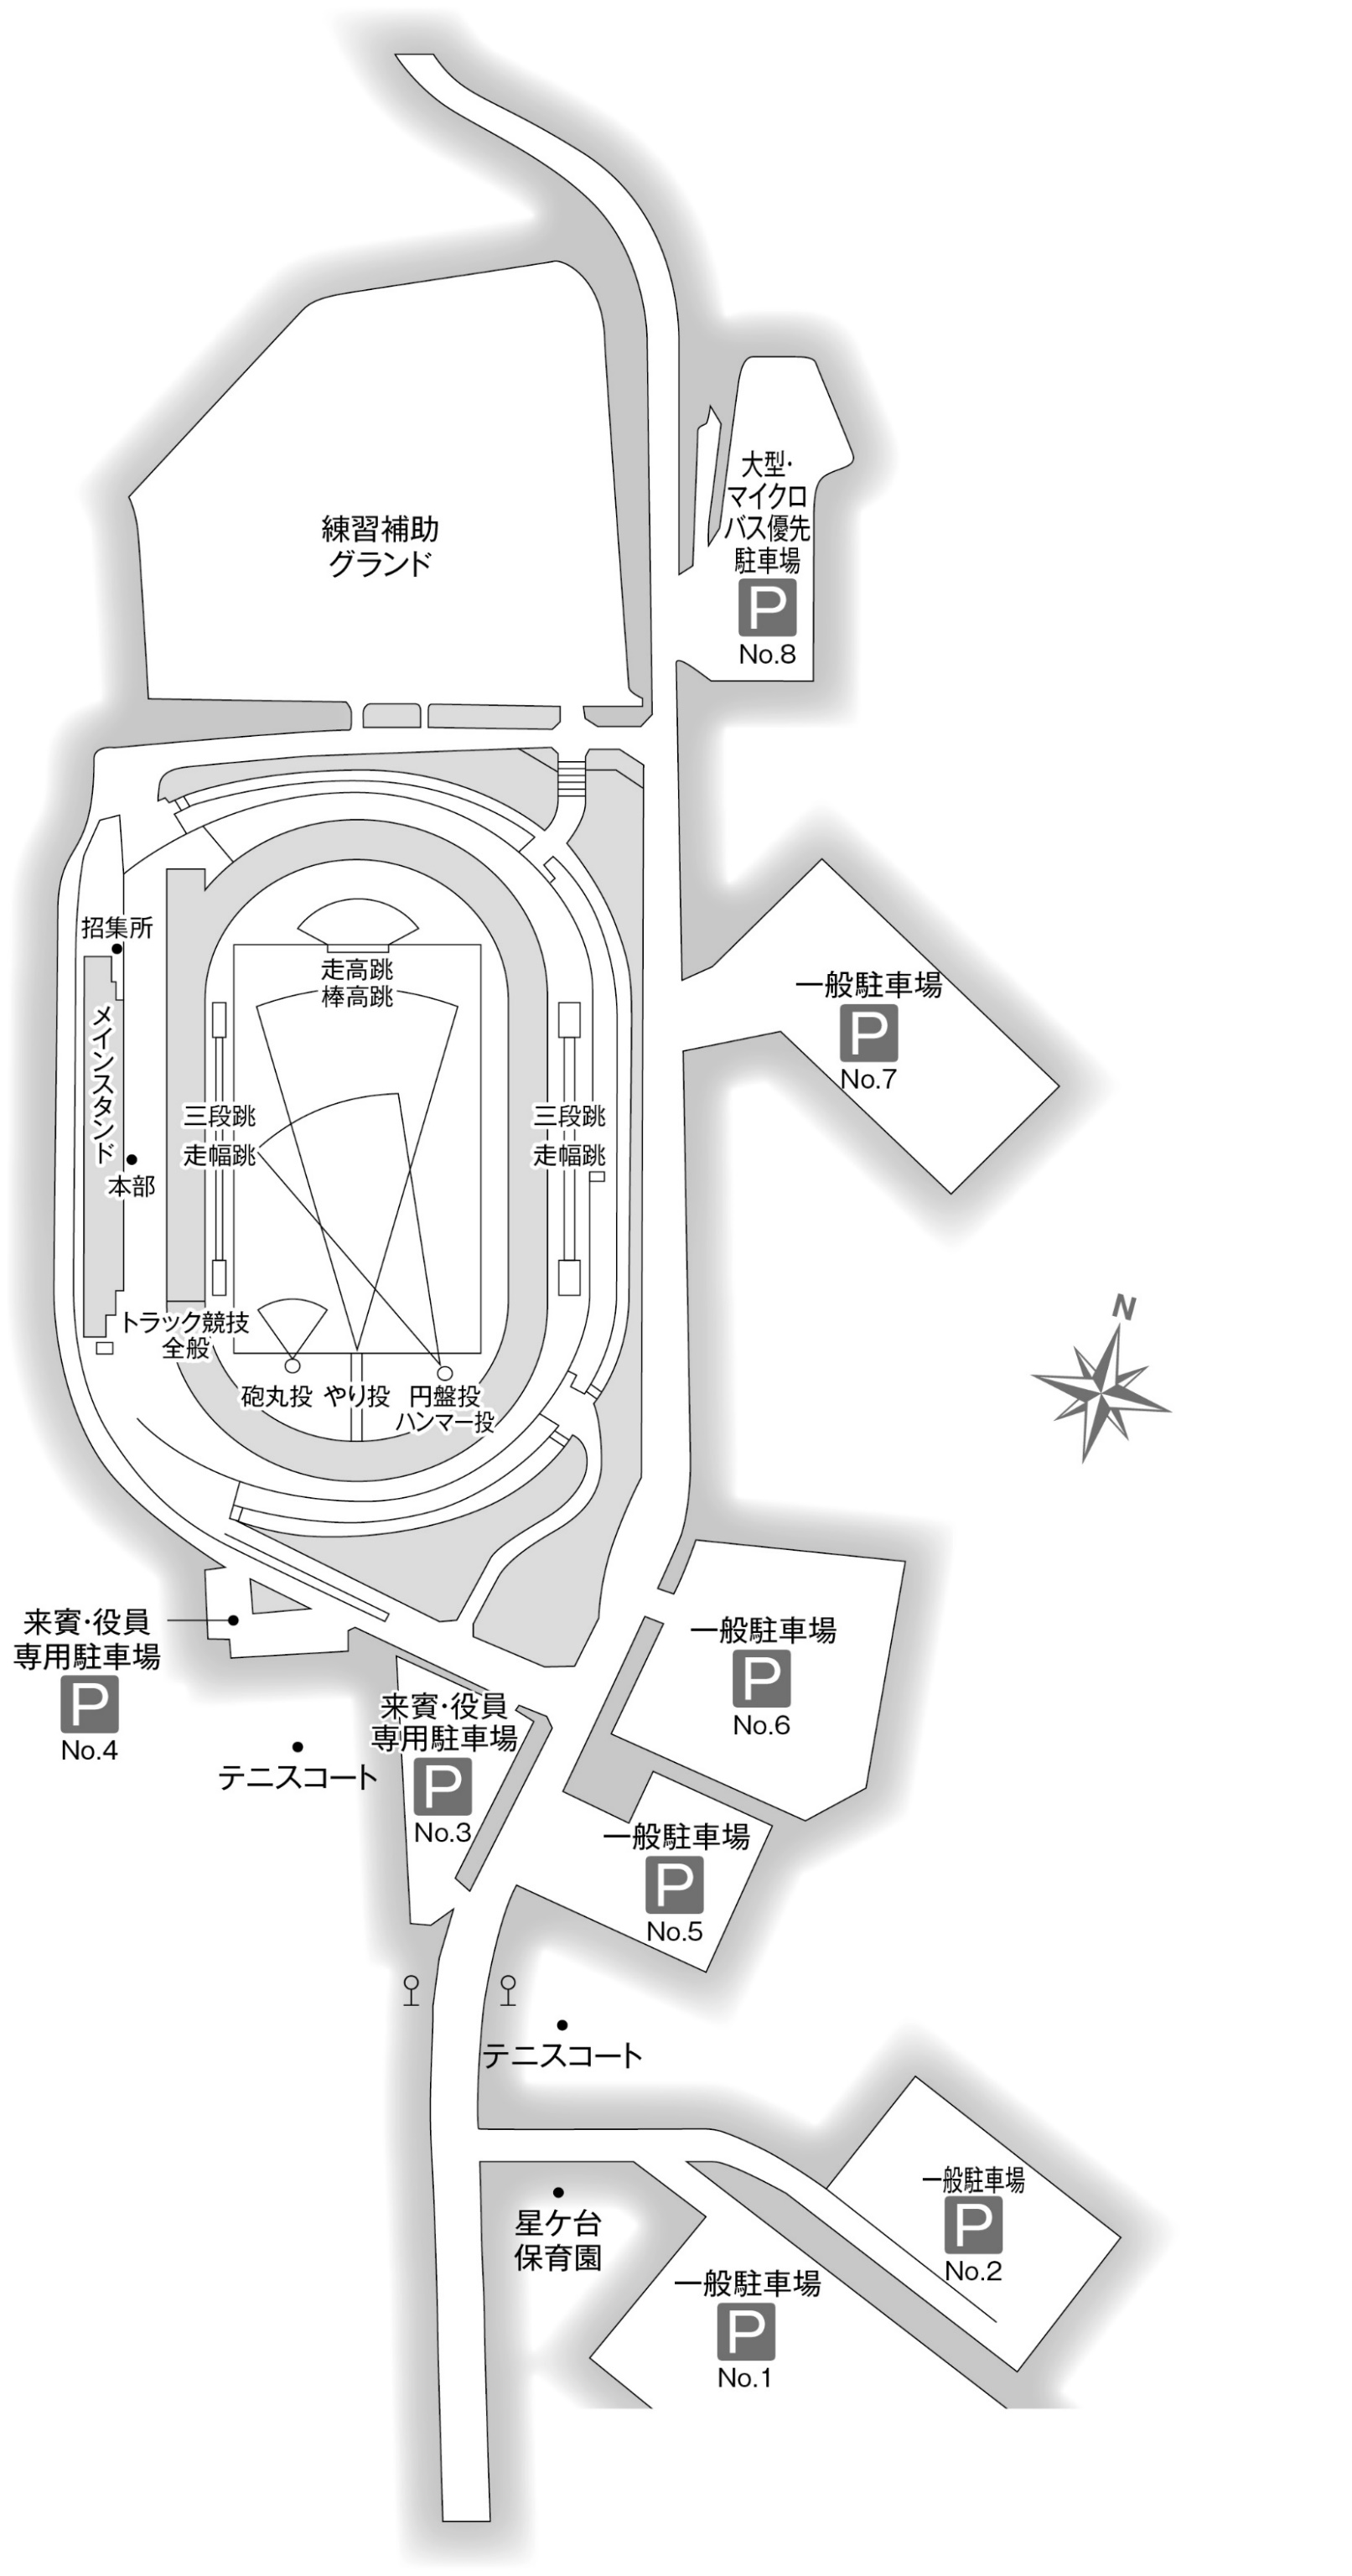 練習補助
グランド
大型・
マイクロ
バス優先
駐車場
P
No.8
招集所
メインスタンド
本部
走高跳
棒高跳
三段跳
走幅跳
三段跳
走幅跳
トラック競技
全般
砲丸投
やり投
円盤投
ハンマー投
一般駐車場
P
No.7
N
来賓・役員
専用駐車場
P
No.4
テニスコート
来賓・役員
専用駐車場
P
No.3
一般駐車場
P
No.6
一般駐車場
P
No.5
テニスコート
星ケ台
保育園
一般駐車場
P
No.2
一般駐車場
P
No.1